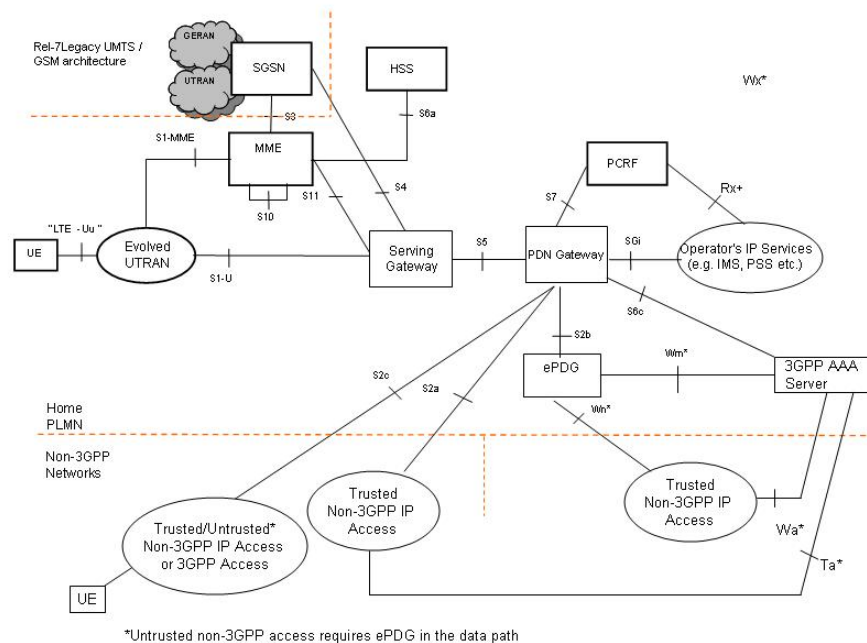 Rel-7Legacy UMTS /
GSM architecture
GERAN
UTRAN
SGSN
HSS
Wx*
S3
S6a
S1-MME
MME
PCRF
S10
S11
S4
S7
Rx+
"LTE - Uu"
UE
Evolved
UTRAN
S1-U
Serving
Gateway
S5
PDN Gateway
SGi
Operator's IP Services
(e.g. IMS, PSS etc.)
S6c
S2b
S2c
S2a
ePDG
Wm*
3GPP AAA
Server
Wn*
Home
PLMN
Non-3GPP
Networks
Trusted/Untrusted*
Non-3GPP IP Access
or 3GPP Access
Trusted
Non-3GPP IP
Access
Trusted
Non-3GPP IP
Access
Wa*
Ta*
UE
*Untrusted non-3GPP access requires ePDG in the data path